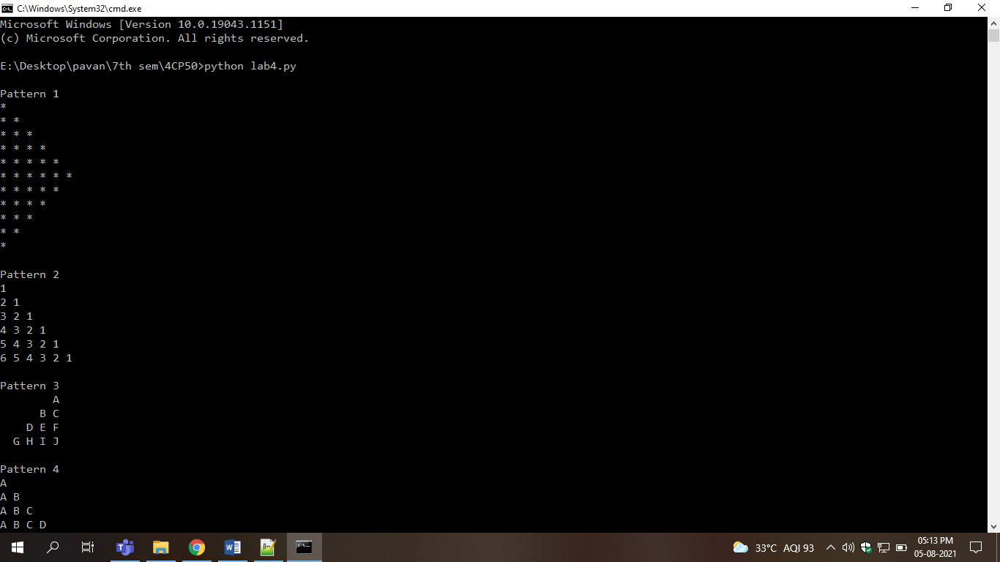 C:\Windows\System32\cmd.exe
Microsoft Windows [Version 10.0.19043.1151]
(c) Microsoft Corporation. All rights reserved.

E:\Desktop\pavan\7th sem\4CP50>python lab4.py

Pattern 1
*
* *
* * *
* * * *
* * * * *
* * * * * *
* * * * *
* * * *
* * *
* *
*

Pattern 2
1
2 1
3 2 1
4 3 2 1
5 4 3 2 1
6 5 4 3 2 1

Pattern 3
        A
      B C
    D E F
  G H I J

Pattern 4
A
A B
A B C
A B C D
33°C AQI 93
05:13 PM
05-08-2021